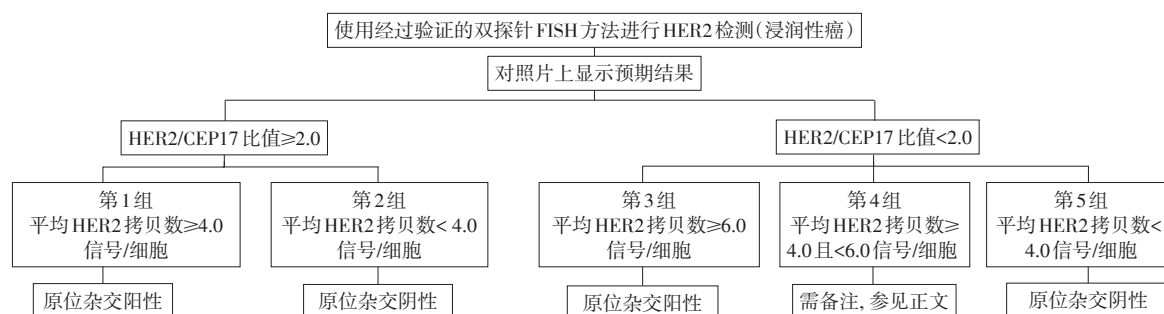 使用经过验证的双探针FISH方法进行HER2检测(浸润性癌)
对照片上显示预期结果
HER2/CEP17比值≥2.0
HER2/CEP17比值<2.0
第1组
平均HER2拷贝数≥4.0
信号/细胞
第2组
平均HER2拷贝数< 4.0
信号/细胞
第3组
平均HER2拷贝数≥6.0
信号/细胞
第4组
平均HER2拷贝数≥
4.0且<6.0信号/细胞
第5组
平均HER2拷贝数<
4.0信号/细胞
原位杂交阳性
原位杂交阴性
原位杂交阳性
需备注,参见正文
原位杂交阴性